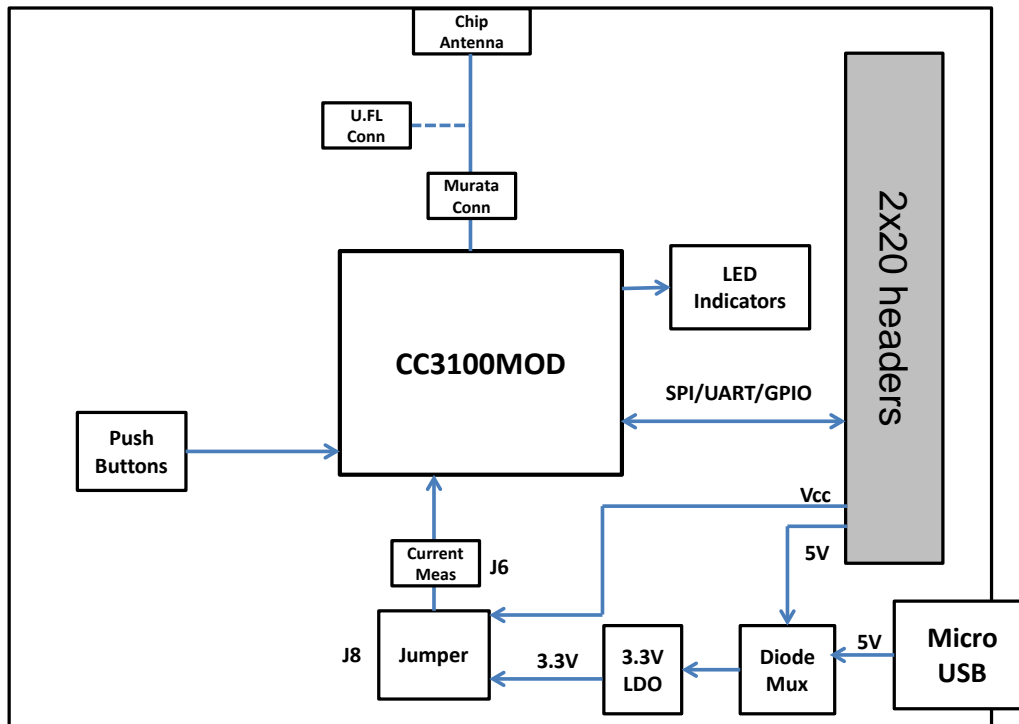 Chip
Antenna
U.FL
Conn
Murata
Conn
LED
Indicators
2x20 headers
CC3100MOD
SPI/UART/GPIO
Push
Buttons
Vcc
5V
Current
Meas
J6
J8
Jumper
3.3V
3.3V
LDO
Diode
Mux
5V
Micro
USB